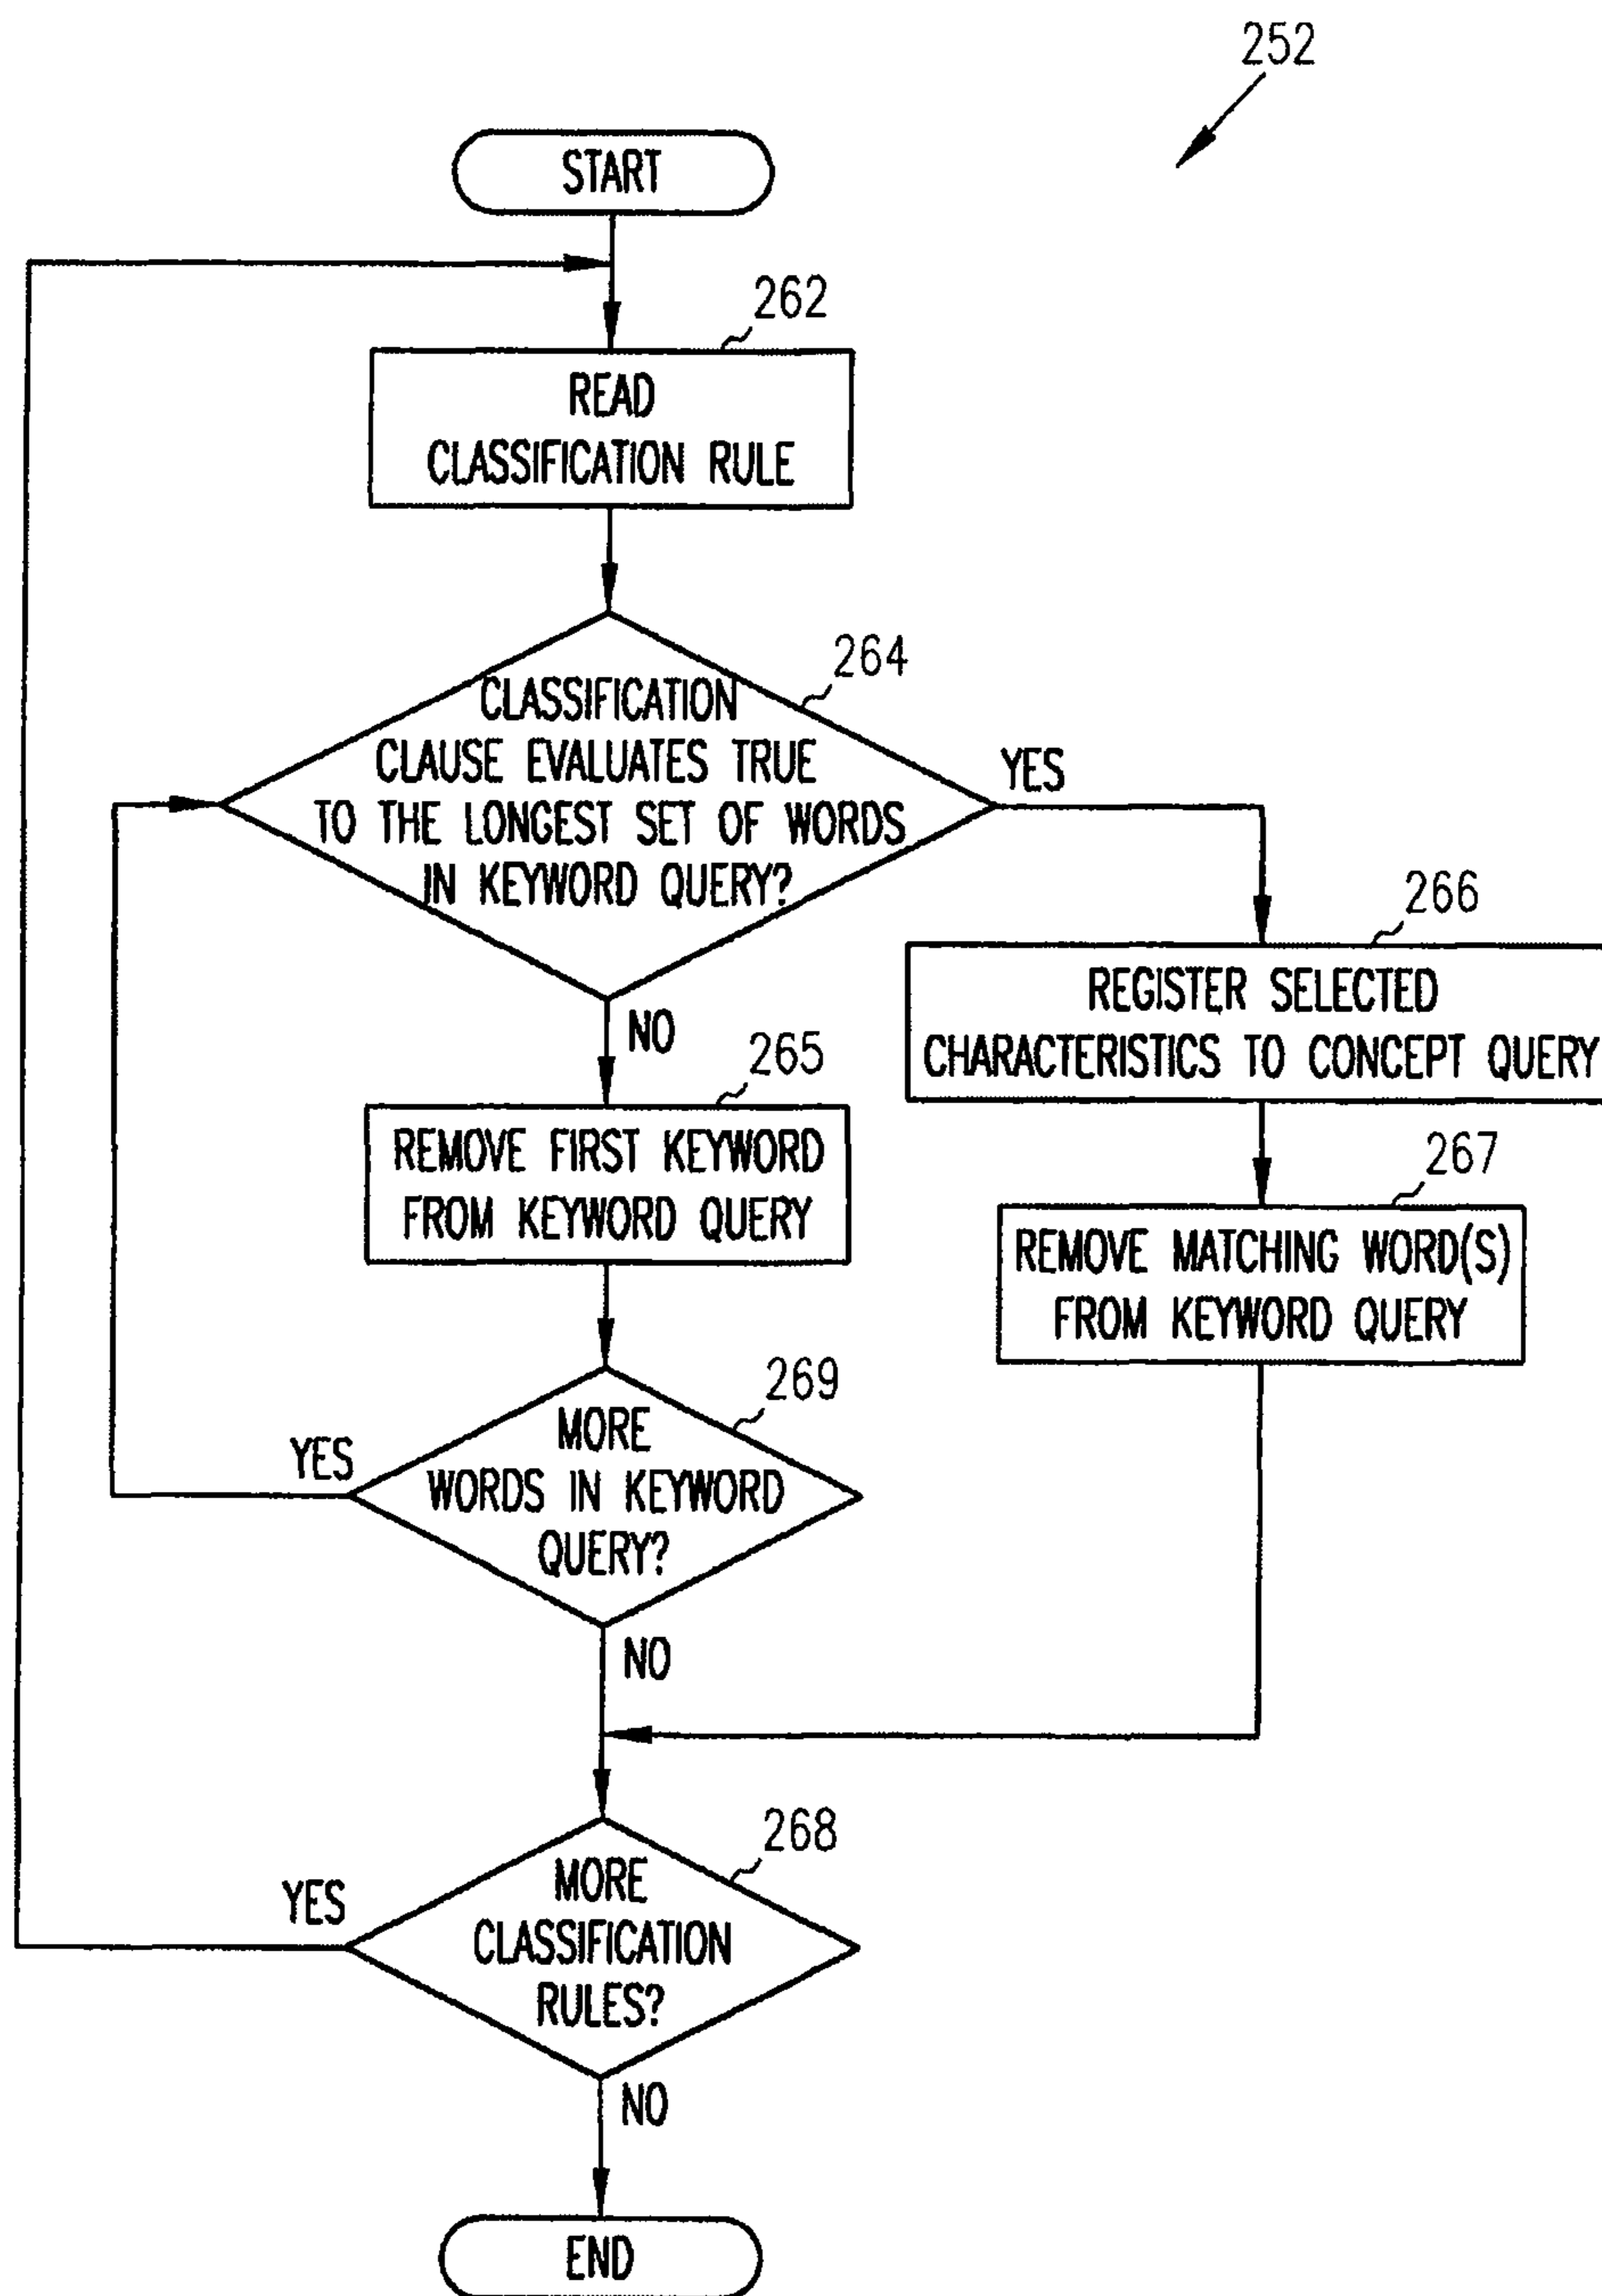 252
START
262
READ
CLASSIFICATION RULE
264
CLASSIFICATION
CLAUSE EVALUATES TRUE
TO THE LONGEST SET OF WORDS
IN KEYWORD QUERY?
YES
NO
266
REGISTER SELECTED
CHARACTERISTICS TO CONCEPT QUERY
265
REMOVE FIRST KEYWORD
FROM KEYWORD QUERY
267
REMOVE MATCHING WORD(S)
FROM KEYWORD QUERY
269
MORE
WORDS IN KEYWORD
QUERY?
YES
NO
268
MORE
CLASSIFICATION
RULES?
YES
NO
END